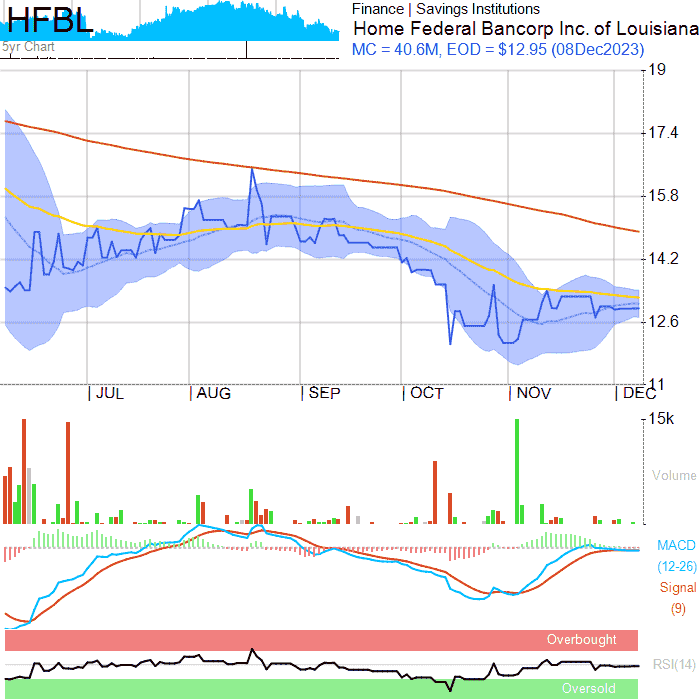 HFBL
5yr Chart
Finance | Savings Institutions
Home Federal Bancorp Inc. of Louisiana
MC = 40.6M, EOD = $12.95 (08Dec2023)
19
17.4
15.8
14.2
12.6
11
JUL AUG SEP OCT NOV DEC
15k
Volume
MACD
(12-26)
Signal
(9)
Overbought
RSI(14)
Oversold